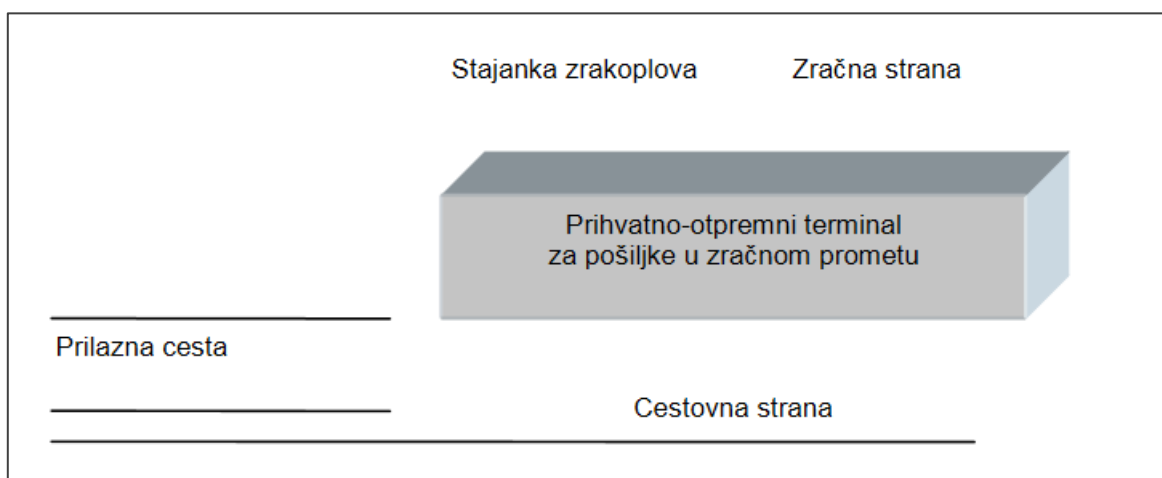 Stajanka zrakoplova Zračna strana
Prihvatno-otpremni terminal
za pošiljke u zračnom prometu
Prilazna cesta
Cestovna strana